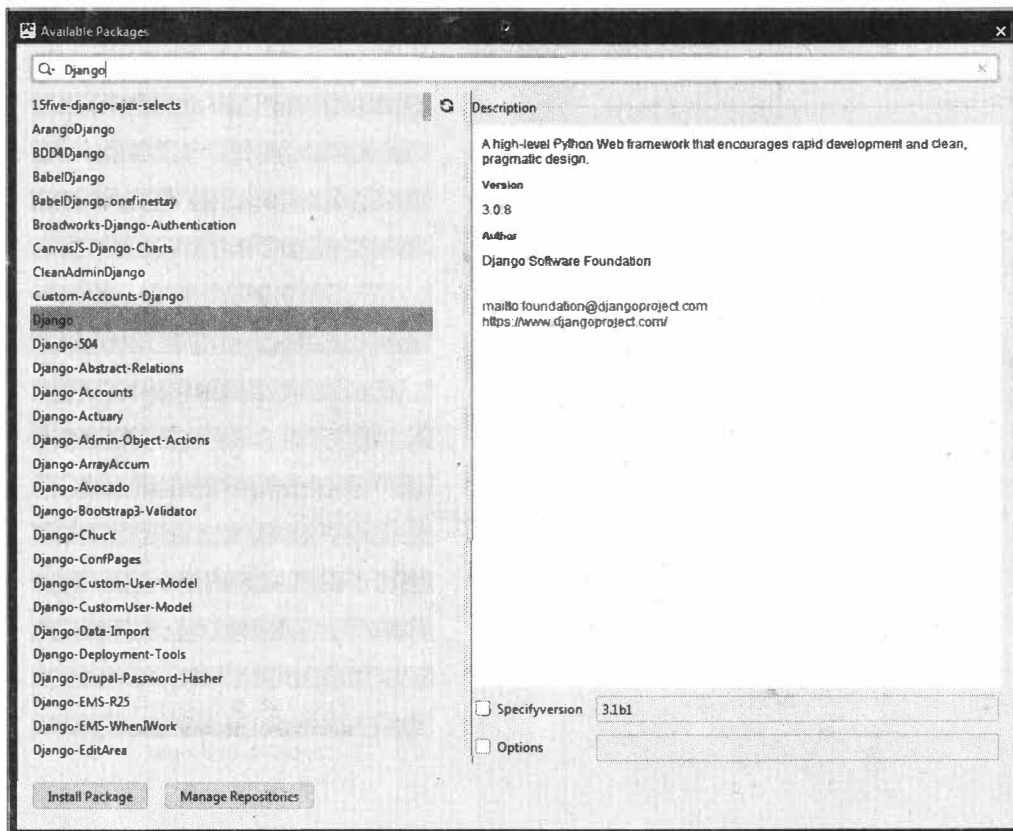 PC Available Packages
Django
15five-django-ajax-selects
ArangoDjango
BDD4Django
BabelDjango
BabelDjango-onefinestay
Broadworks-Django-Authentication
CanvasJS-Django-Charts
CleanAdminDjango
Custom-Accounts-Django
Django
Django-504
Django-Abstract-Relations
Django-Accounts
Django-Actuary
Django-Admin-Object-Actions
Django-ArrayAccum
Django-Avocado
Django-Bootstrap3-Validator
Django-Chuck
Django-ConfPages
Django-Custom-User-Model
Django-CustomUser-Model
Django-Data-Import
Django-Deployment-Tools
Django-Drupal-Password-Hasher
Django-EMS-R25
Django-EMS-WhenIWork
Django-EditArea
Install Package
Manage Repositories
Description
A high-level Python Web framework that encourages rapid development and clean,
pragmatic design.
Version
3.0.8
Author
Django Software Foundation
mailto:foundation@djangoproject.com
https://www.djangoproject.com/
Specifyversion 3.1b1
Options